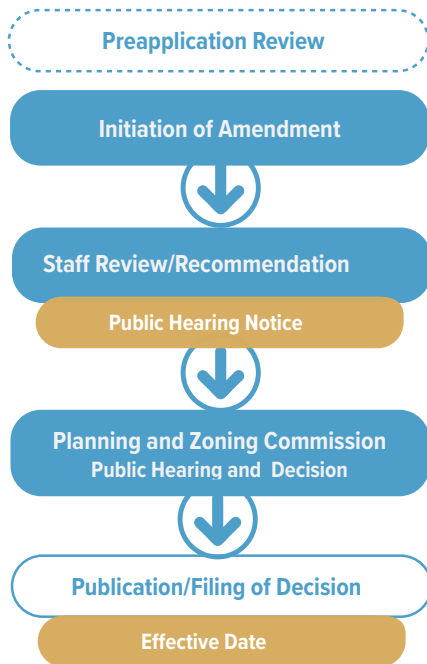 Preapplication Review
Initiation of Amendment
Staff Review/Recommendation
Public Hearing Notice
Planning and Zoning Commission
Public Hearing and Decision
Publication/Filing of Decision
Effective Date